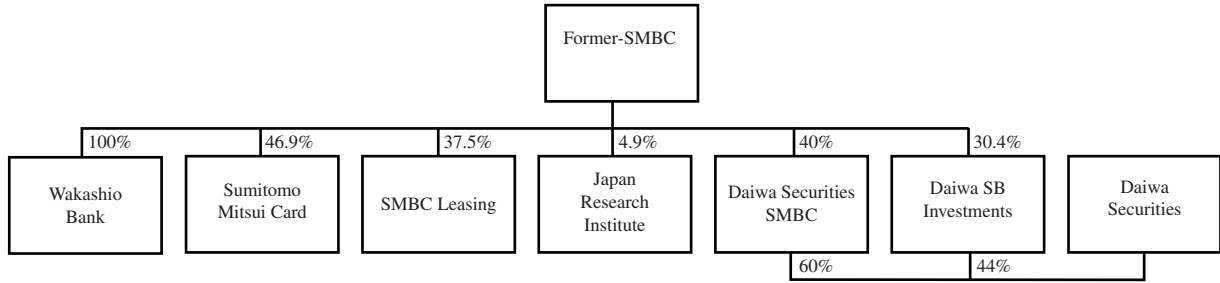 Former-SMBC
100%
46.9%
37.5%
4.9%
40%
30.4%
Wakashio
Bank
Sumitomo
Mitsui Card
SMBC Leasing
Japan
Research
Institute
Daiwa Securities
SMBC
Daiwa SB
Investments
Daiwa
Securities
60%
44%